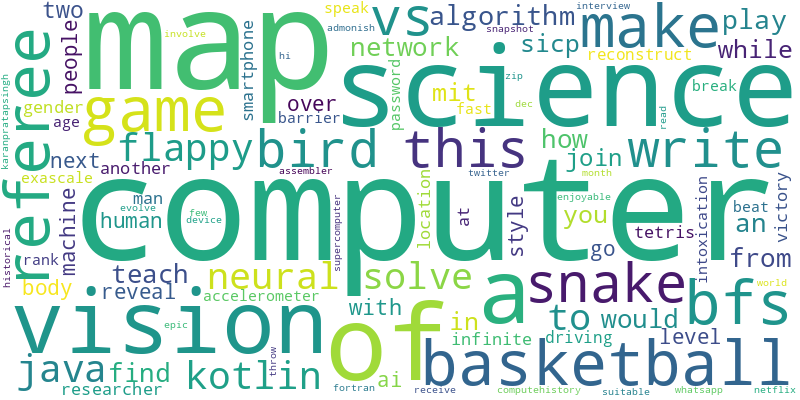 two
speak
involve
hi
admonish
snapshot
interview
people
map
vs
algorithm
make
play
network
sicp
while
reconstruct
smartphone
karanpratapsingh
referee
gender
game
over
password
mit
zip
fast
dec
break
science
read
age
barrier
next
flappy
bird
this
how
write
another
assembler
twitter
join
month
exascale
man
few
device
evolve
human
computer
enjoyable
intoxication
beat
victory
rank
machine
supercomputer
location
at
style
you
tetris
an
historical
teach
neural
solve
a
snake
go
from
body
reveal
accelerometer
with
in
to
would
bfs
world
vision
of
infinite
driving
level
java
find
kotlin
epic
throw
ai
basketball
researcher
fortran
receive
computehistory
suitable
whatsapp
netflix